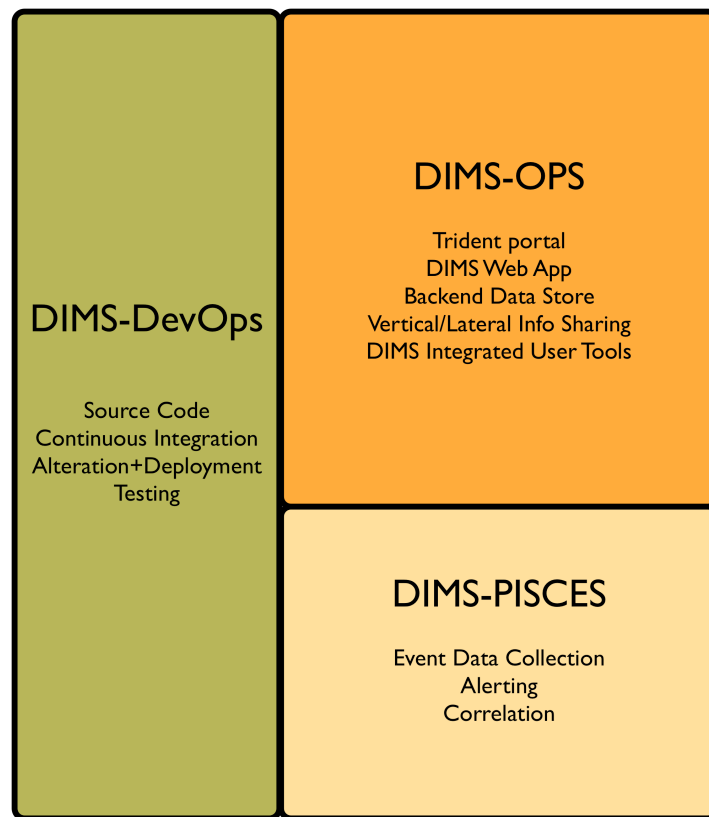 DIMS-DevOps
Source Code
Continuous Integration
Alteration+Deployment
Testing
DIMS-OPS
Trident portal
DIMS Web App
Backend Data Store
Vertical/Lateral Info Sharing
DIMS Integrated User Tools
DIMS-PISCES
Event Data Collection
Alerting
Correlation